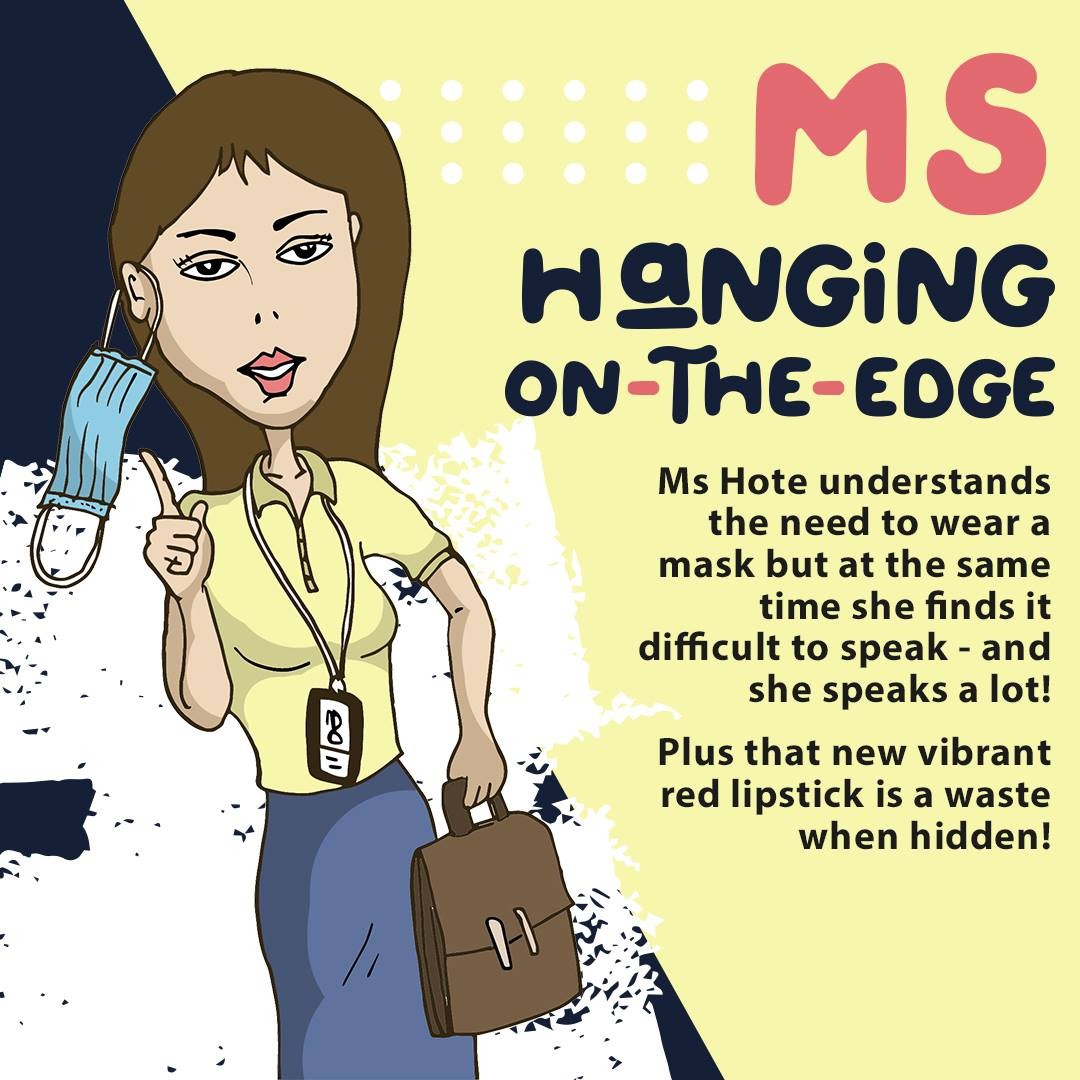 MS
HaNGiNG
ON-THE-EDGE
Ms Hote understands
the need to wear a
mask but at the same
time she finds it
difficult to speak - and
she speaks a lot!
Plus that new vibrant
red lipstick is a waste
when hidden!